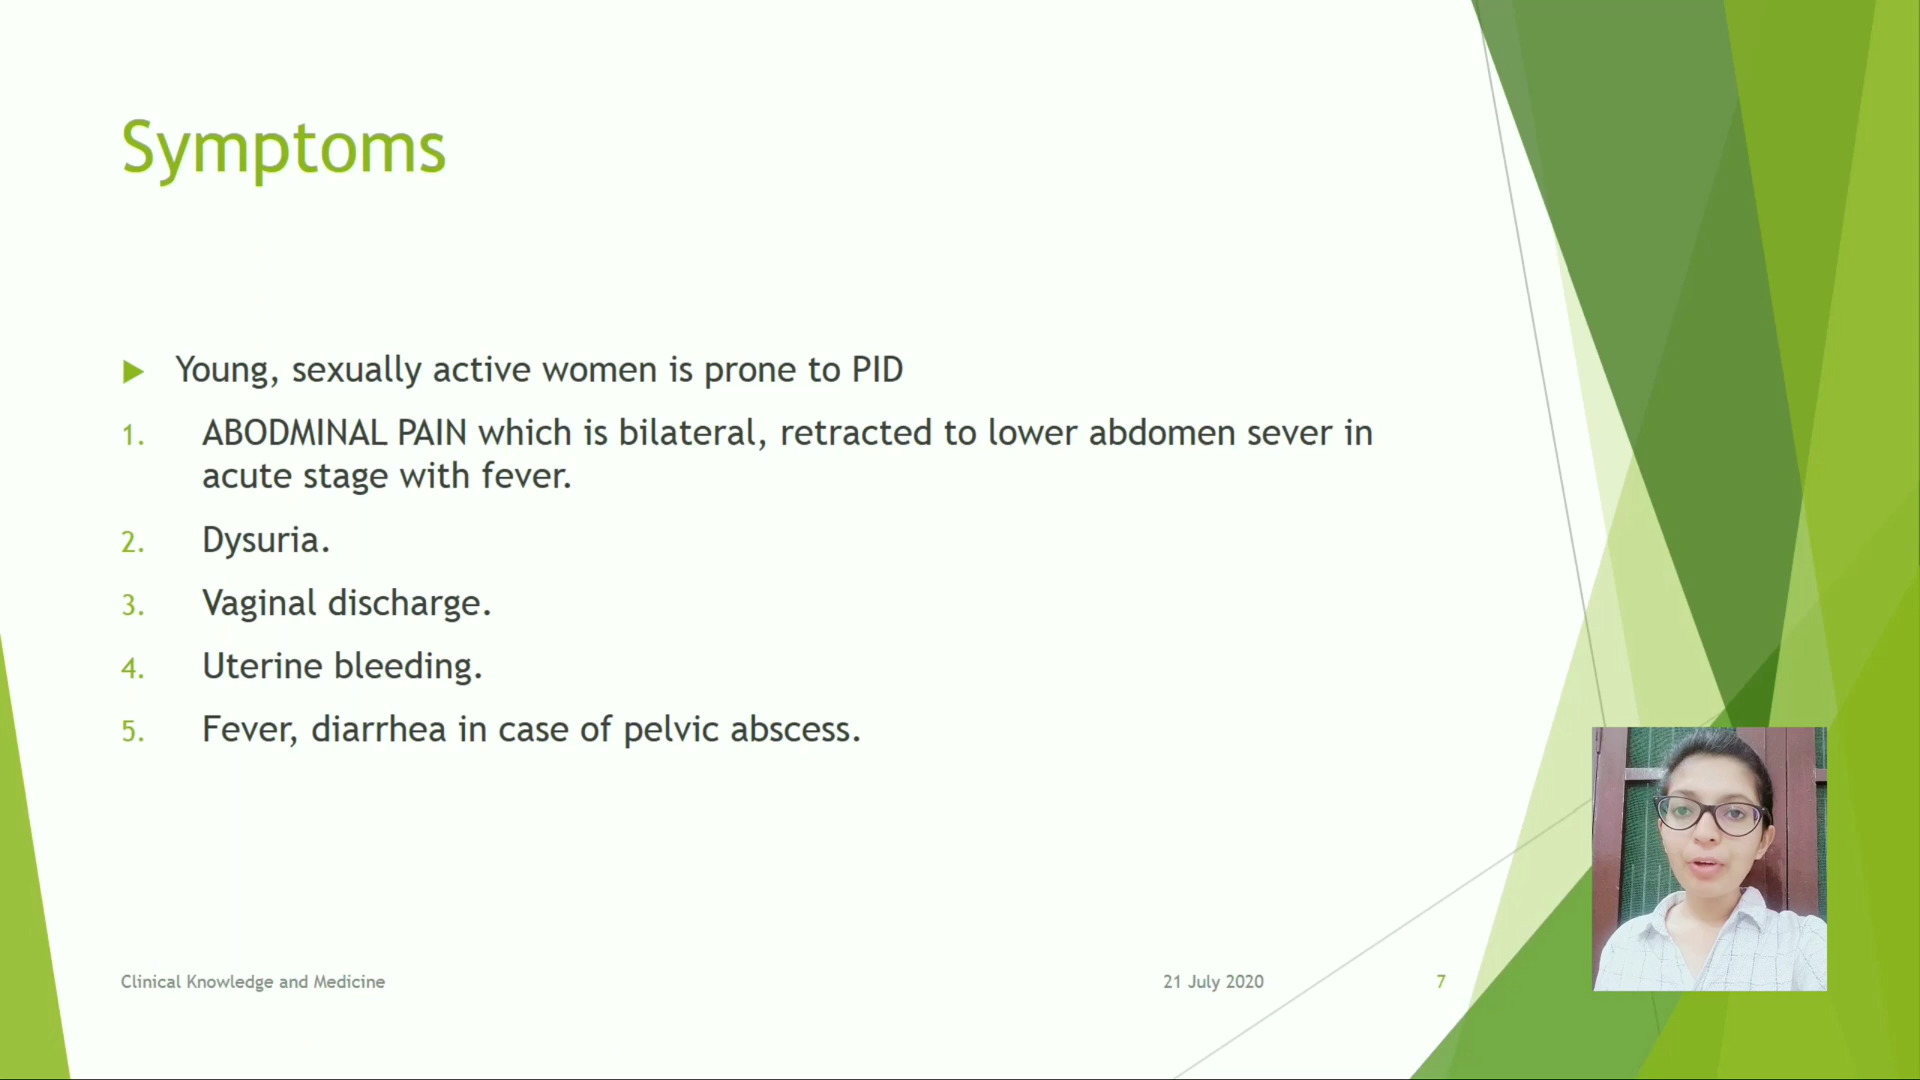 Symptoms
Young, sexually active women is prone to PID
1. ABODMINAL PAIN which is bilateral, retracted to lower abdomen sever in
acute stage with fever.
2. Dysuria.
3. Vaginal discharge.
4. Uterine bleeding.
5. Fever, diarrhea in case of pelvic abscess.
Clinical Knowledge and Medicine
21 July 2020
7